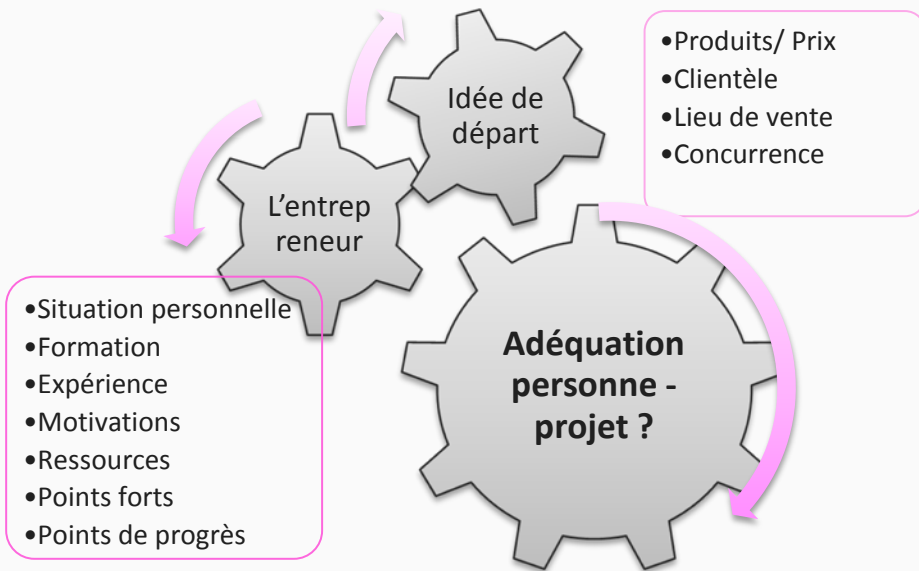 Idée de
départ
•Produits/ Prix
•Clientèle
•Lieu de vente
•Concurrence
L’entrep
reneur
•Situation personnelle
•Formation
•Expérience
•Motivations
•Ressources
•Points forts
•Points de progrès
Adéquation
personne -
projet ?